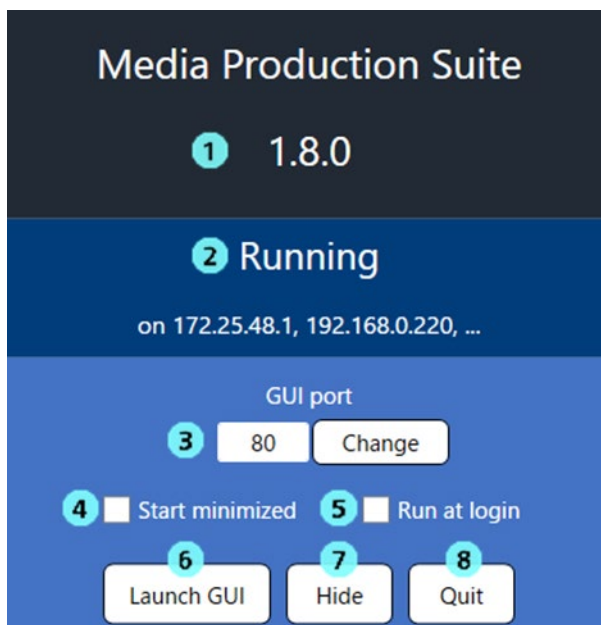 Media Production Suite
1 1.8.0
2 Running
on 172.25.48.1, 192.168.0.220, ...
GUI port
3 80 Change
4 Start minimized 5 Run at login
6 7 8
Launch GUI Hide Quit